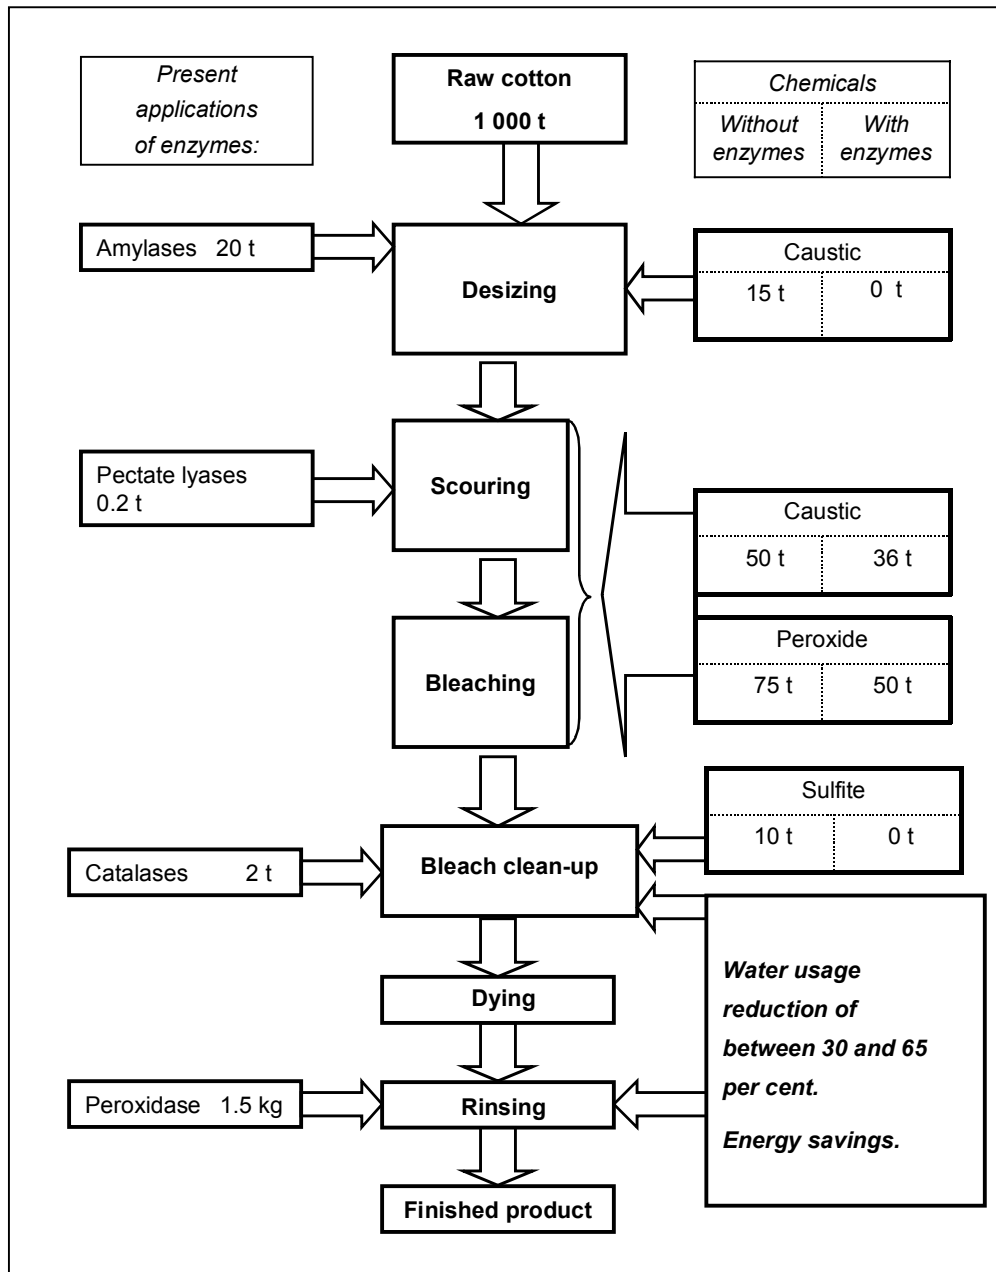 Present
applications
of enzymes:
Raw cotton
1 000 t
Chemicals
Without
enzymes
With
enzymes
Amylases 20 t
Desizing
Caustic
15 t
0 t
Pectate lyases
0.2 t
Scouring
Caustic
50 t
36 t
Bleaching
Peroxide
75 t
50 t
Sulfite
10 t
0 t
Catalases 2 t
Bleach clean-up
Water usage
reduction of
between 30 and 65
per cent.
Energy savings.
Dying
Peroxidase 1.5 kg
Rinsing
Finished product